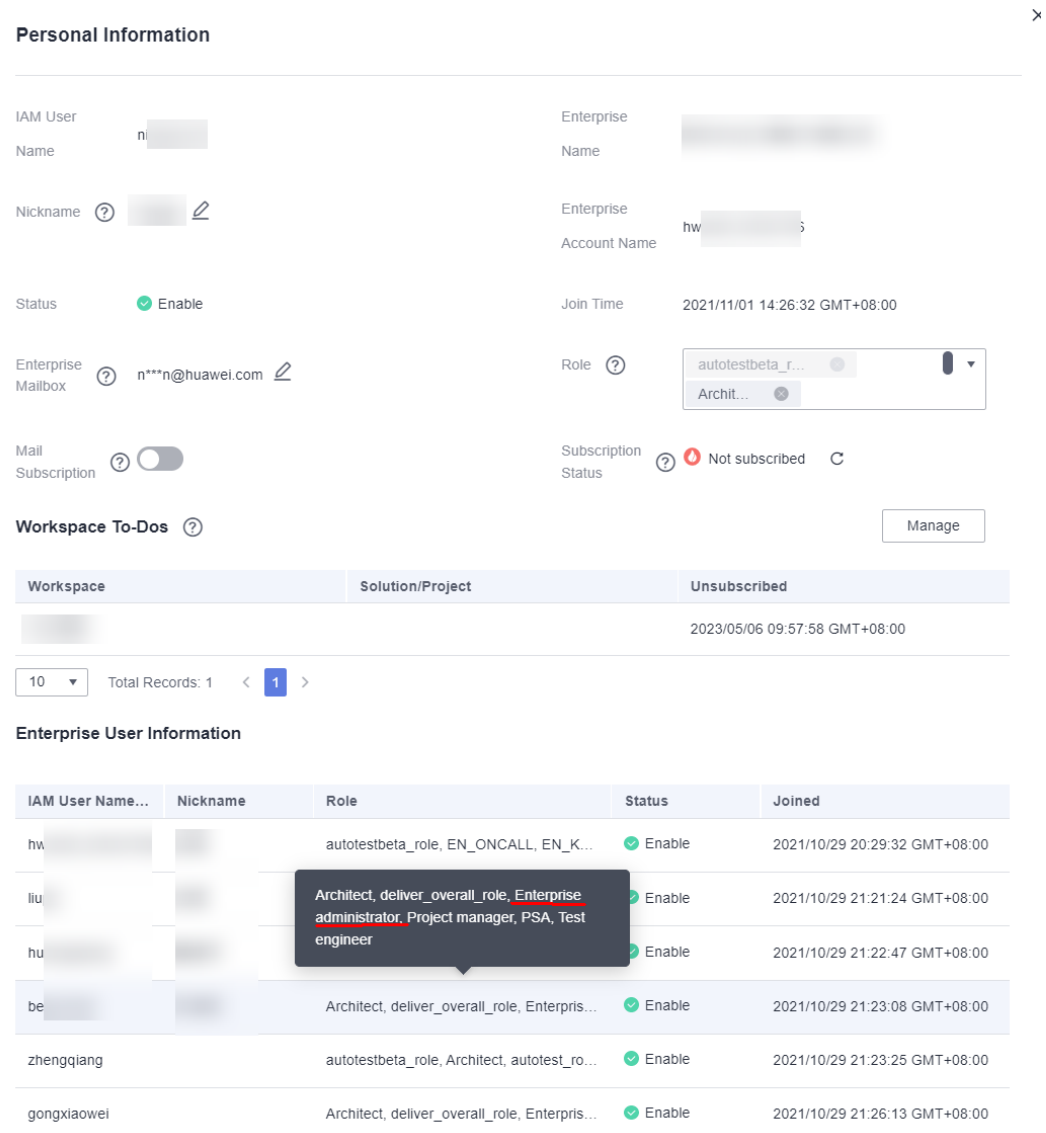 Personal Information
IAM User
Name
Enterprise
Name
Nickname
Enterprise
Account Name
hw
Status
Enable
Join Time
2021/11/01 14:26:32 GMT+08:00
Enterprise
Mailbox
n***n@huawei.com
Role
autotestbeta_r...
Archit...
Mail
Subscription
Subscription
Status
Not subscribed
Workspace To-Dos
Manage
Workspace Solution/Project Unsubscribed
2023/05/06 09:57:58 GMT+08:00
10 Total Records: 1 < 1 >
Enterprise User Information
IAM User Name... Nickname Role Status Joined
hw autotestbeta_role, EN_ONCALL, EN_K... Enable 2021/10/29 20:29:32 GMT+08:00
Architect, deliver_overall_role, Enterprise
administrator, Project manager, PSA, Test
engineer
liu Enable 2021/10/29 21:21:24 GMT+08:00
hu Enable 2021/10/29 21:22:47 GMT+08:00
be Architect, deliver_overall_role, Enterpris... Enable 2021/10/29 21:23:08 GMT+08:00
zhengqiang autotestbeta_role, Architect, autotest_ro... Enable 2021/10/29 21:23:25 GMT+08:00
gongxiaowei Architect, deliver_overall_role, Enterpris... Enable 2021/10/29 21:26:13 GMT+08:00